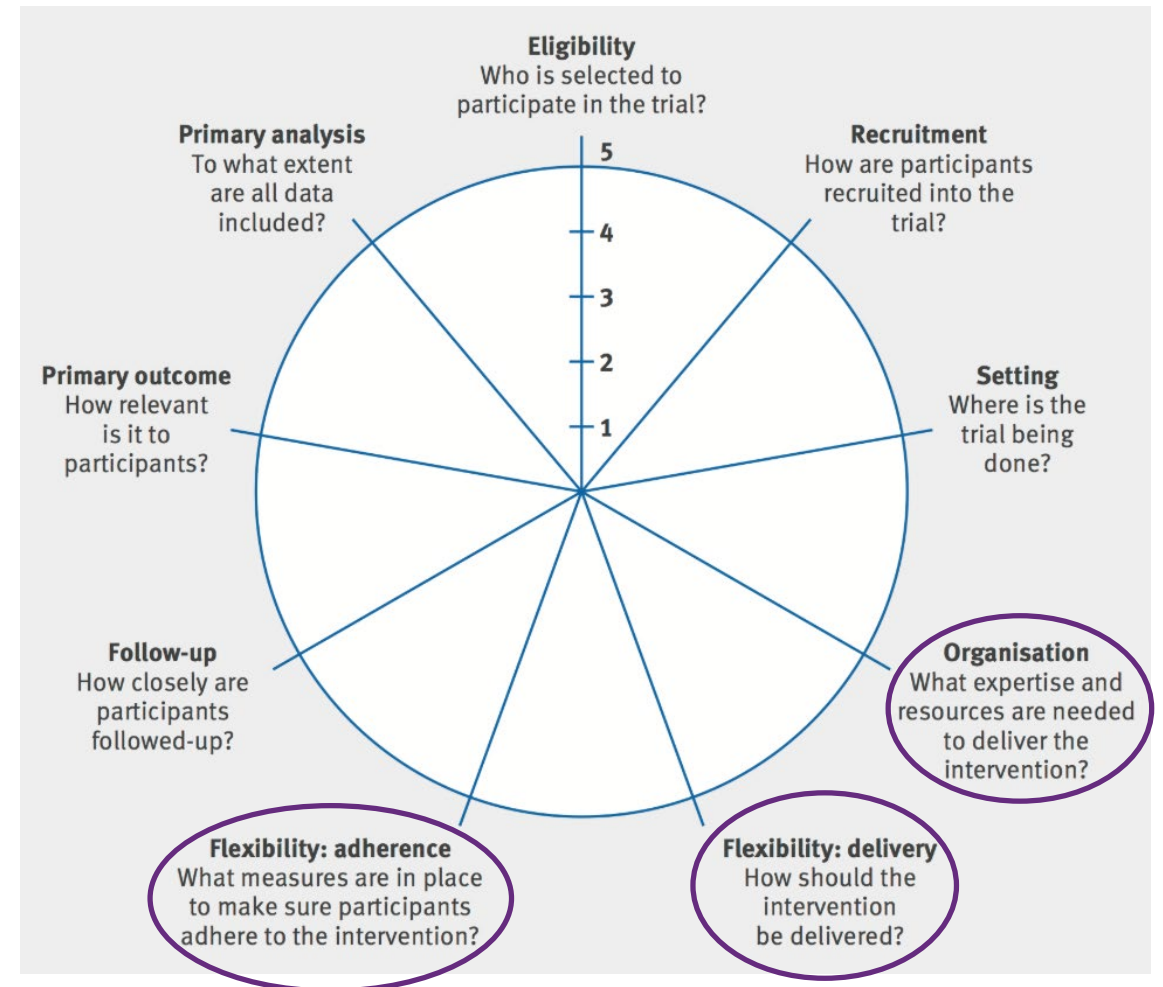 Eligibility
Who is selected to
participate in the trial?
Primary analysis
To what extent
are all data
included?
Recruitment
How are participants
recruited into the
trial?
5
4
3
2
1
Primary outcome
How relevant
is it to
participants?
Setting
Where is the
trial being
done?
Follow-up
How closely are
participants
followed-up?
Organisation
What expertise and
resources are needed
to deliver the
intervention?
Flexibility: adherence
What measures are in place
to make sure participants
adhere to the intervention?
Flexibility: delivery
How should the
intervention
be delivered?